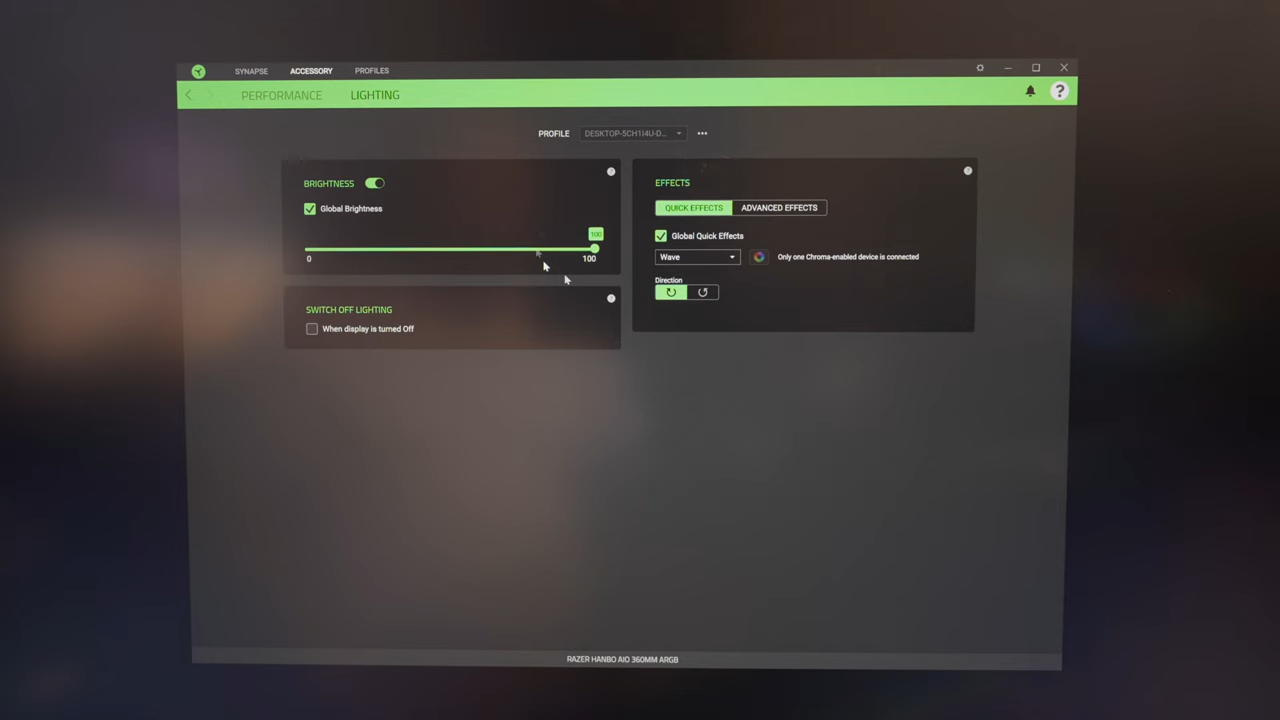 SYNAPSE ACCESSORY PROFILES
PERFORMANCE LIGHTING
?
PROFILE DESKTOP-5CH1I4U-D... •••
BRIGHTNESS
?
Global Brightness
100
0 100
SWITCH OFF LIGHTING
?
When display is turned Off
EFFECTS
?
QUICK EFFECTS ADVANCED EFFECTS
Global Quick Effects
Wave
Only one Chroma-enabled device is connected
Direction
RAZER HANBO AIO 360MM ARGB